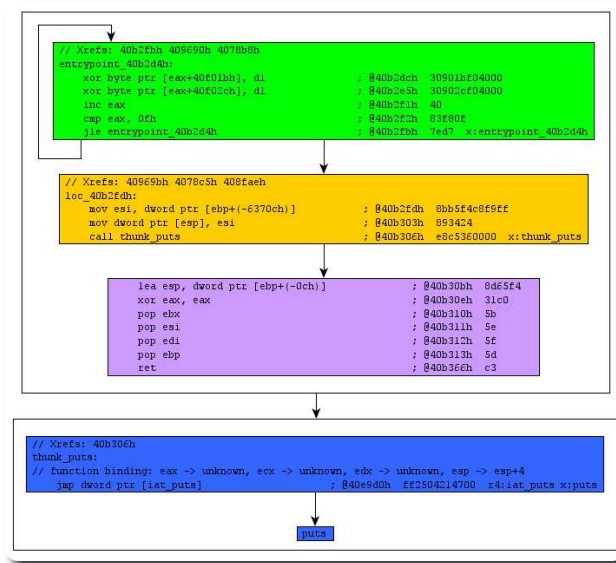 // Xrefs: 40b2fbh 409690h 4078b8h
entrypoint_40b2d4h:
xor byte ptr [eax+40f01bh], dl ; @40b2dch 30901bf04000
xor byte ptr [eax+40f02ch], dl ; @40b2e5h 30902cf04000
inc eax ; @40b2f1h 40
cmp eax, 0fh ; @40b2f2h 83f80f
jle entrypoint_40b2d4h ; @40b2fbh 7ed7 x:entrypoint_40b2d4h
// Xrefs: 40969bh 4078c5h 408faeh
loc_40b2fdh:
mov esi, dword ptr [ebp+(-6370ch)] ; @40b2fdh 8bb5f4c8f9ff
mov dword ptr [esp], esi ; @40b303h 893424
call thunk_puts ; @40b306h e8c5360000 x:thunk_puts
lea esp, dword ptr [ebp+(-0ch)] ; @40b30bh 8d65f4
xor eax, eax ; @40b30eh 31c0
pop ebx ; @40b310h 5b
pop esi ; @40b311h 5e
pop edi ; @40b312h 5f
pop ebp ; @40b313h 5d
ret ; @40b366h c3
// Xrefs: 40b306h
thunk_puts:
// function binding: eax -> unknown, ecx -> unknown, edx -> unknown, esp -> esp+4
jmp dword ptr [iat_puts] ; @40e9d0h ff2504214700 r4:iat_puts x:puts
puts